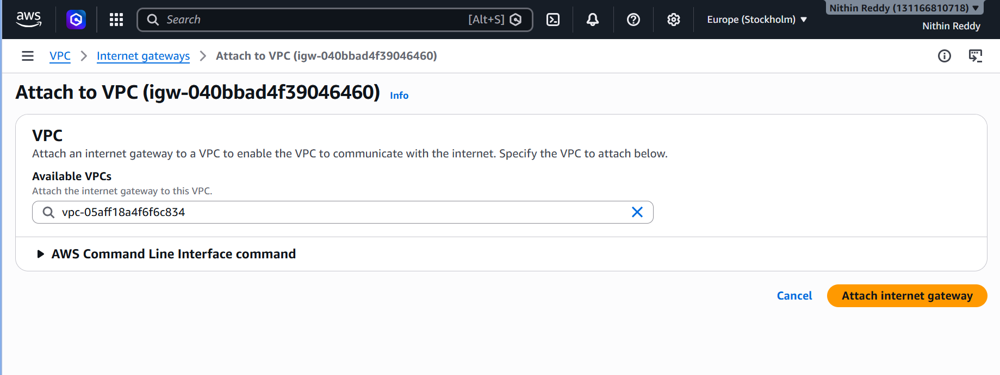 aws
Search [Alt+S]
Europe (Stockholm)
Nithin Reddy (131166810718)
Nithin Reddy
VPC
Internet gateways
Attach to VPC (igw-040bbad4f39046460)
Attach to VPC (igw-040bbad4f39046460) Info
VPC
Attach an internet gateway to a VPC to enable the VPC to communicate with the internet. Specify the VPC to attach below.
Available VPCs
Attach the internet gateway to this VPC.
vpc-05aff18a4f6f6c834
AWS Command Line Interface command
Cancel
Attach internet gateway